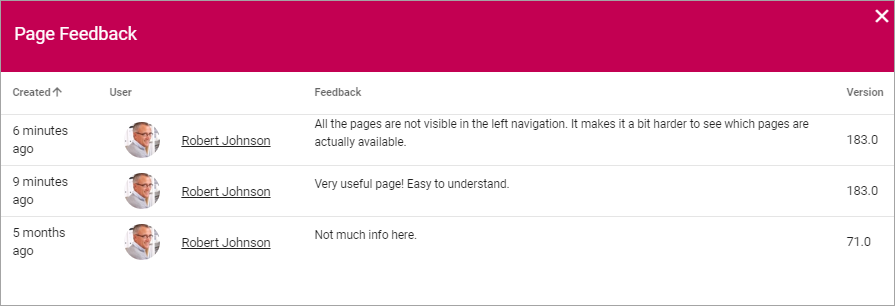 Page Feedback
Created User Feedback Version
6 minutes ago Robert Johnson All the pages are not visible in the left navigation. It makes it a bit harder to see which pages are actually available. 183.0
9 minutes ago Robert Johnson Very useful page! Easy to understand. 183.0
5 months ago Robert Johnson Not much info here. 71.0